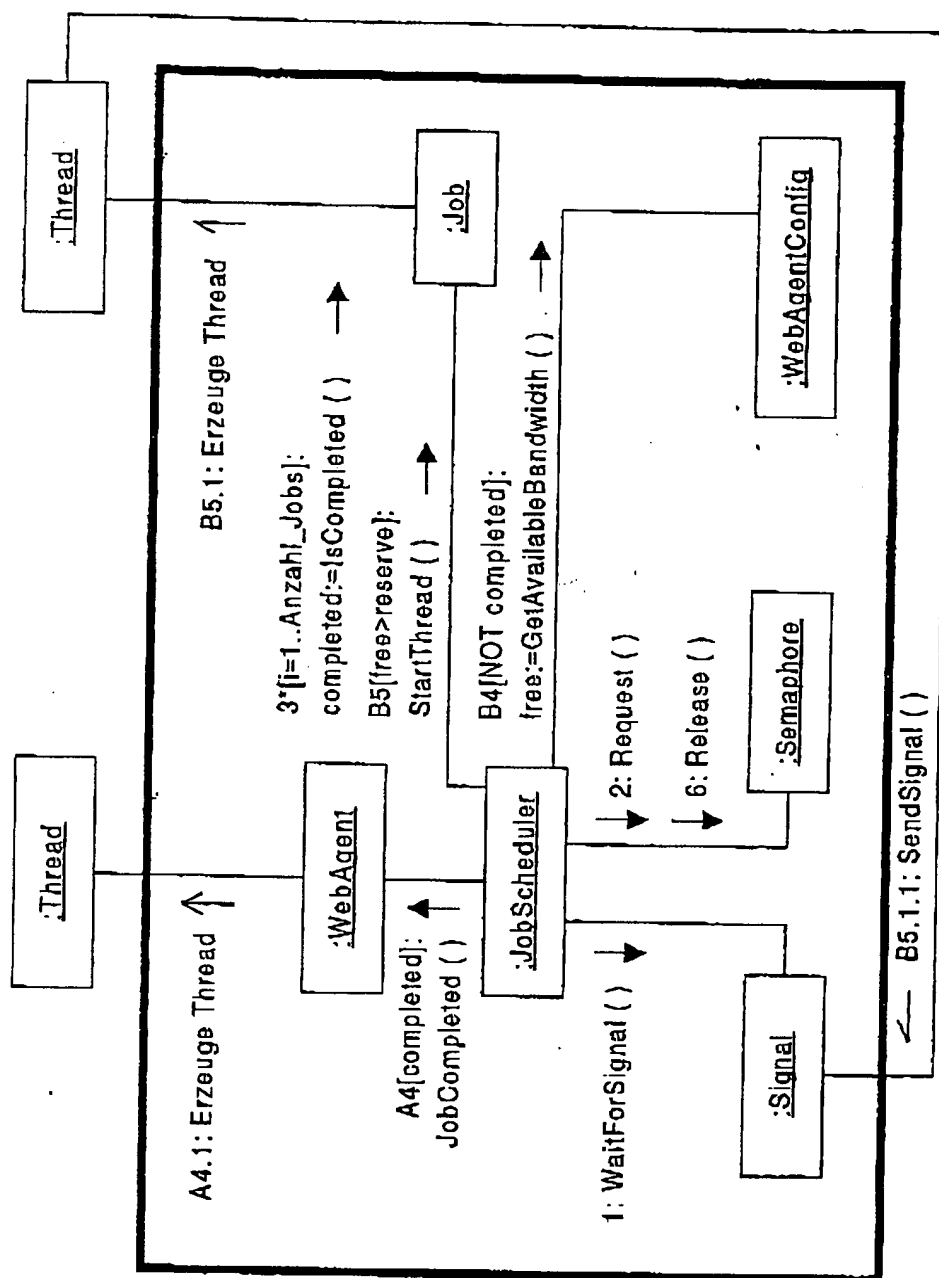 :Thread
:Thread
A4.1: Erzeuge Thread
B5.1: Erzeuge Thread
:WebAgent
3*[i=1..Anzahl_Jobs]:
completed:=IsCompleted ( )
B5[free>reserve]:
StartThread ( )
:Job
A4[completed]:
JobCompleted ( )
:JobScheduler
B4[NOT completed]:
free:=GetAvailableBandwidth ( )
1: WaitForSignal ( )
2: Request ( )
6: Release ( )
:Signal
:Semaphore
:WebAgentConfig
B5.1.1: SendSignal ( )